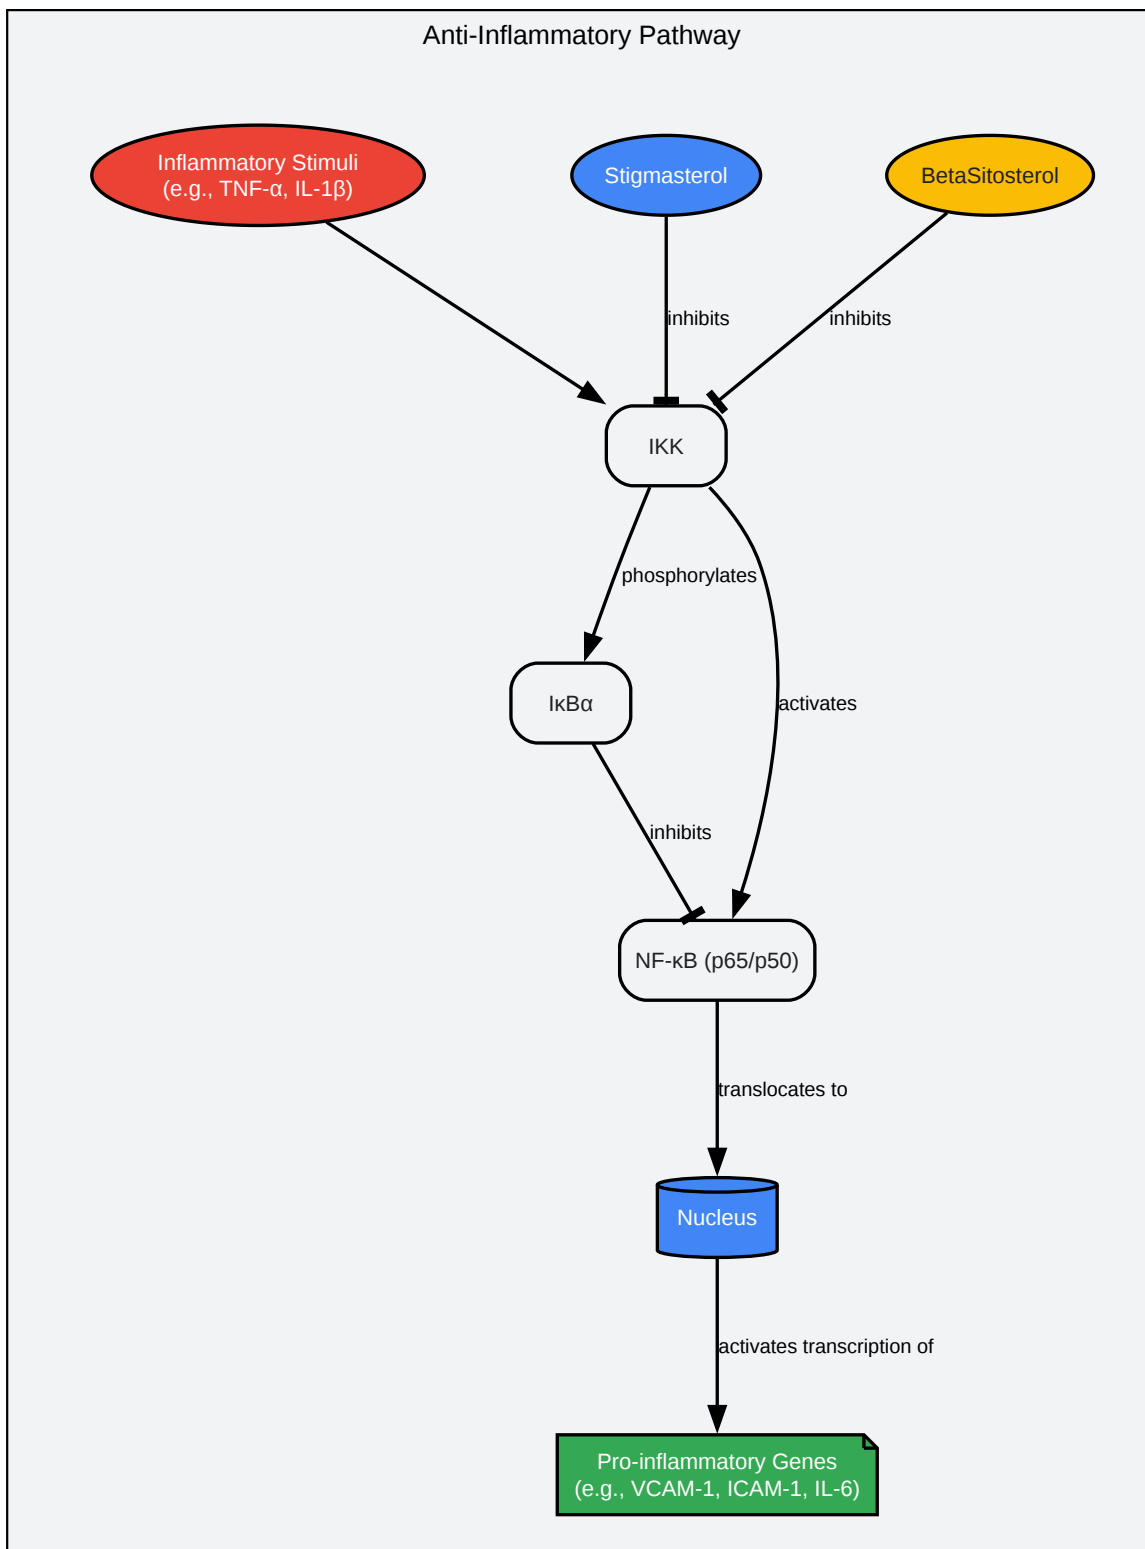 Anti-Inflammatory Pathway
Inflammatory Stimuli
(e.g., TNF-α, IL-1β)
Stigmasterol
BetaSitosterol
inhibits
inhibits
IKK
phosphorylates
IκBα
activates
inhibits
NF-κB (p65/p50)
translocates to
Nucleus
activates transcription of
Pro-inflammatory Genes
(e.g., VCAM-1, ICAM-1, IL-6)